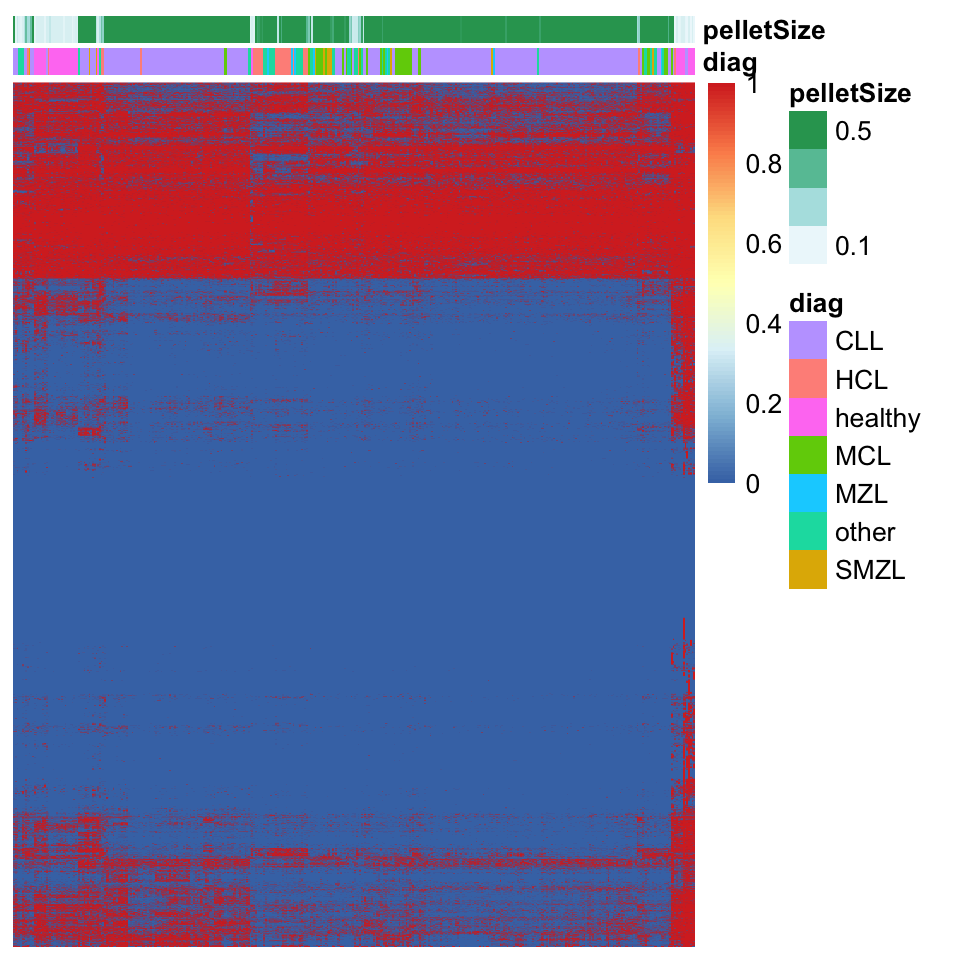 pelletSize
diag
1
0.8
0.6
0.4
0.2
0
pelletSize
0.5
0.1
diag
CLL
HCL
healthy
MCL
MZL
other
SMZL